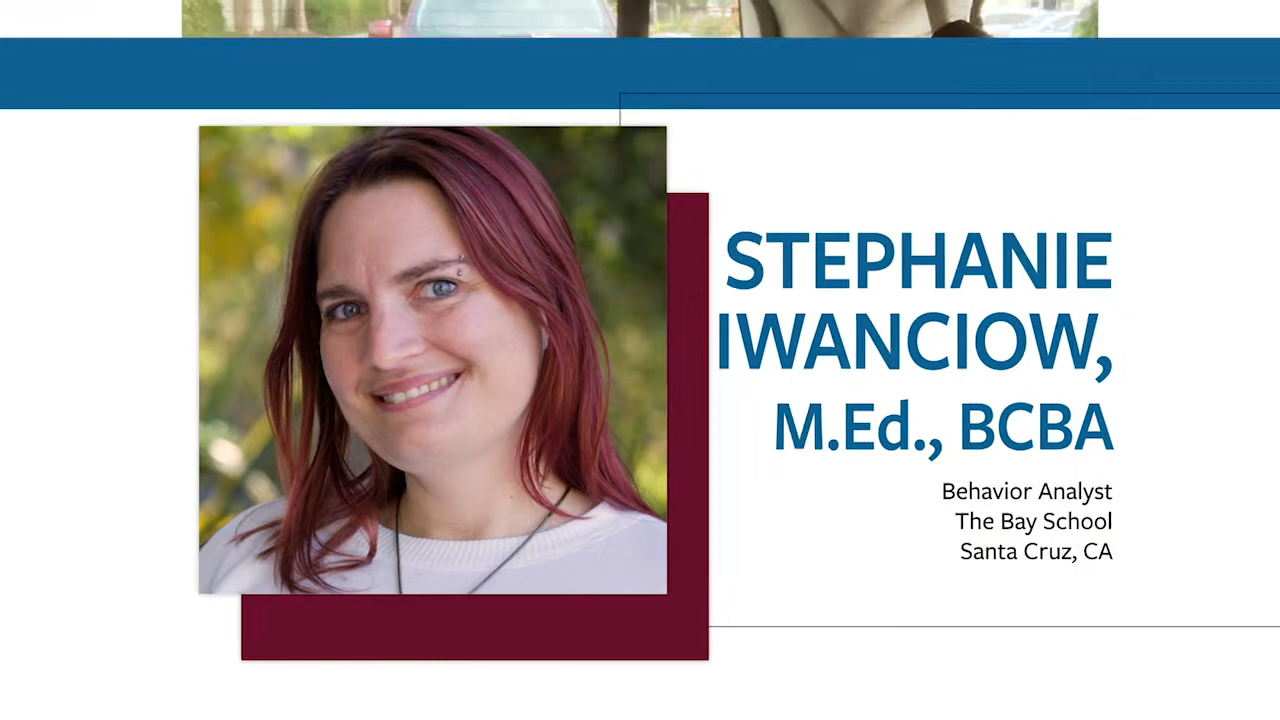 STEPHANIE
IWANCIOW,
M.Ed., BCBA
Behavior Analyst
The Bay School
Santa Cruz, CA